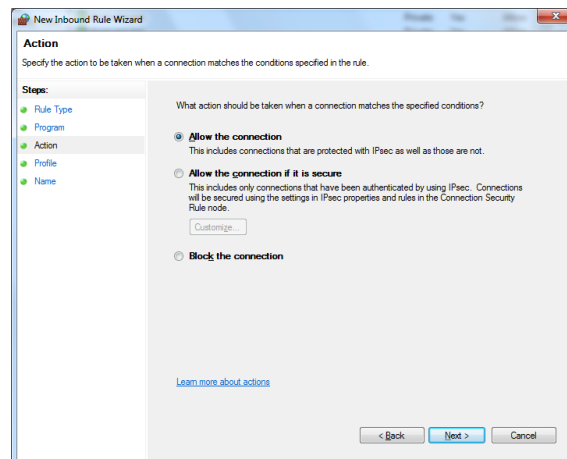 New Inbound Rule Wizard
Action
Specify the action to be taken when a connection matches the conditions specified in the rule.
Steps:
Rule Type
Program
Action
Profile
Name
What action should be taken when a connection matches the specified conditions?
Allow the connection
This includes connections that are protected with IPsec as well as those are not.
Allow the connection if it is secure
This includes only connections that have been authenticated by using IPsec. Connections
will be secured using the settings in IPsec properties and rules in the Connection Security
Rule node.
Customize...
Block the connection
Learn more about actions
< Back
Next >
Cancel